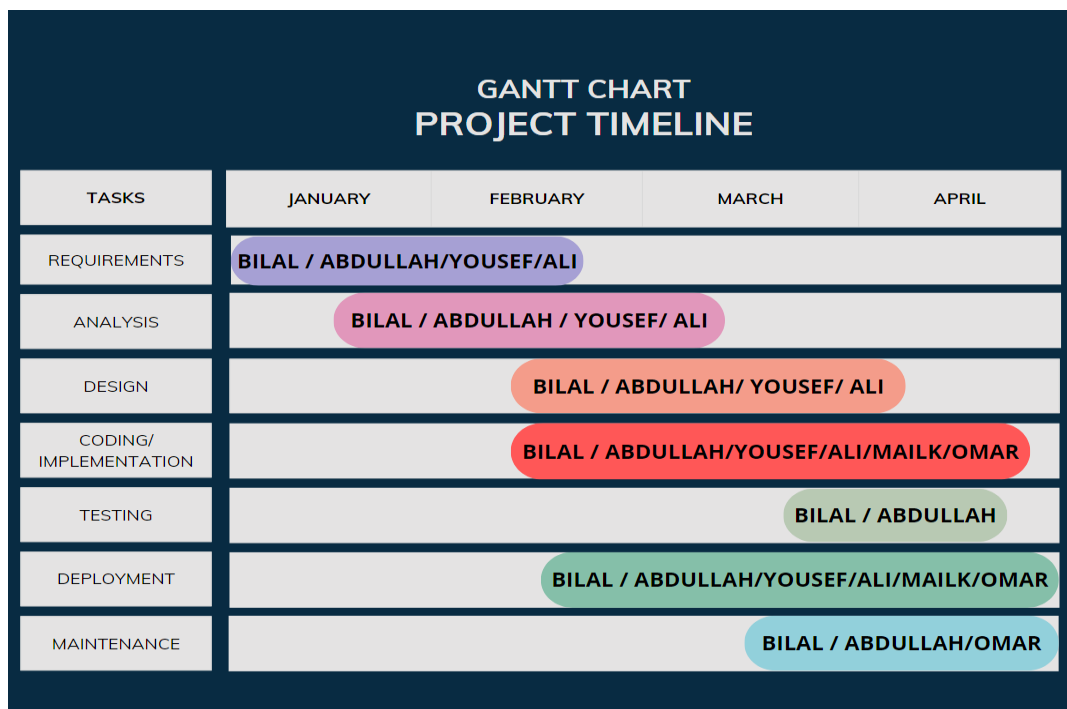 GANTT CHART
PROJECT TIMELINE
TASKS
JANUARY
FEBRUARY
MARCH
APRIL
REQUIREMENTS
BILAL / ABDULLAH/YOUSEF/ALI
ANALYSIS
BILAL / ABDULLAH / YOUSEF/ ALI
DESIGN
BILAL / ABDULLAH/ YOUSEF/ ALI
CODING/
IMPLEMENTATION
BILAL / ABDULLAH/YOUSEF/ALI/MAILK/OMAR
TESTING
BILAL / ABDULLAH
DEPLOYMENT
BILAL / ABDULLAH/YOUSEF/ALI/MAILK/OMAR
MAINTENANCE
BILAL / ABDULLAH/OMAR